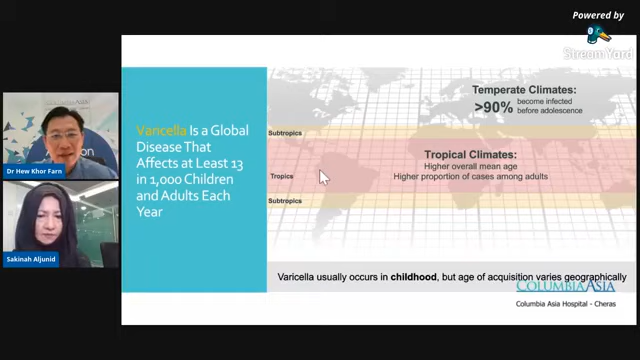 Powered by
StreamYard
Varicella Is a Global
Disease That
Affects at Least 13
in 1,000 Children
and Adults Each
Year
Temperate Climates:
>90% become infected
before adolescence
Subtropics
Tropical Climates:
Higher overall mean age
Higher proportion of cases among adults
Tropics
Subtropics
Varicella usually occurs in childhood, but age of acquisition varies geographically
COLUMBIA ASIA
Columbia Asia Hospital - Cheras
Dr Hew Khor Farn
Sakinah Aljunid